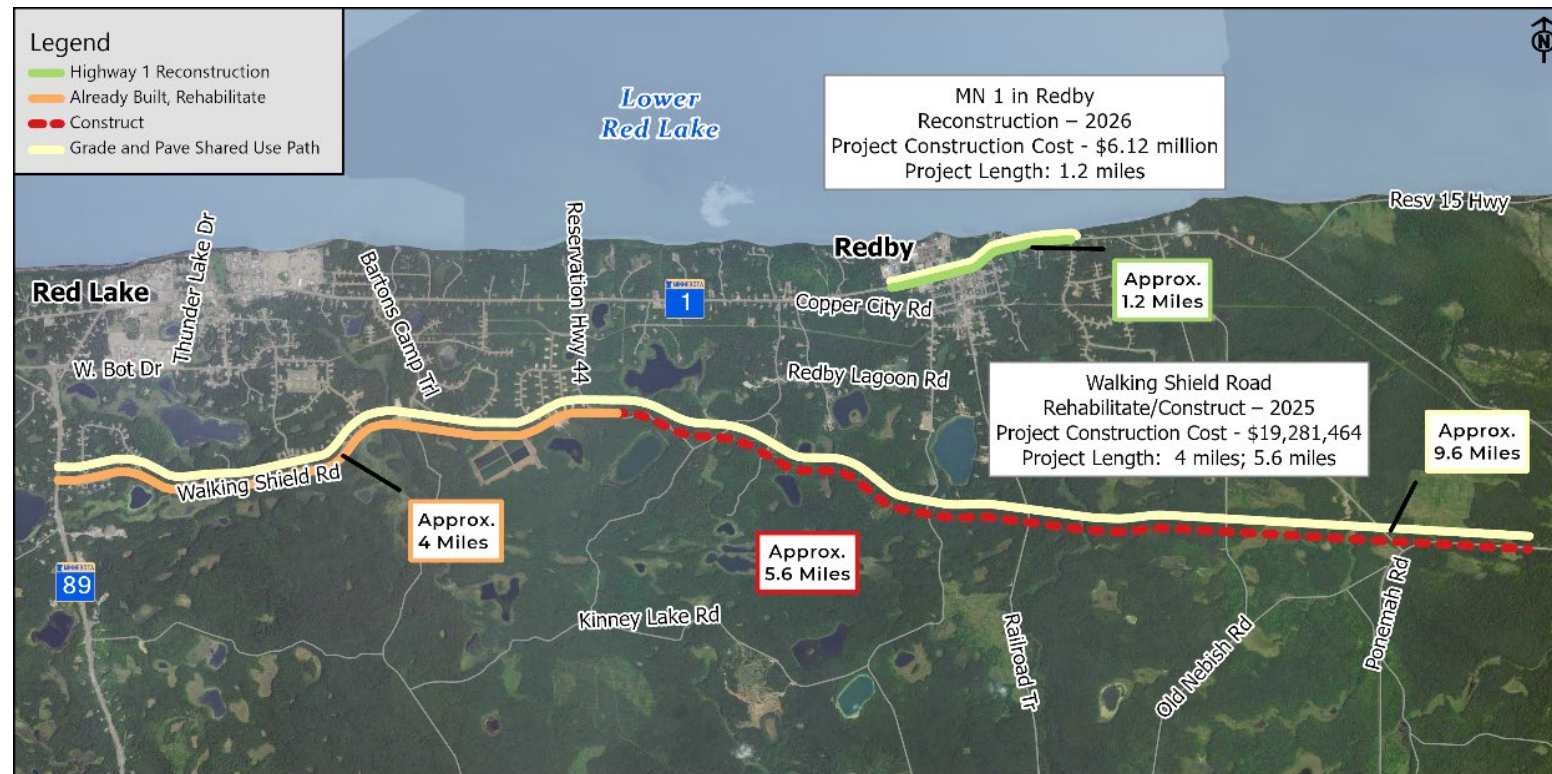 Legend
Highway 1 Reconstruction
Already Built, Rehabilitate
Construct
Grade and Pave Shared Use Path
N
Lower
Red Lake
MN 1 in Redby
Reconstruction – 2026
Project Construction Cost - $6.12 million
Project Length: 1.2 miles
Resv 15 Hwy
Redby
Approx.
1.2 Miles
Red Lake
Thunder Lake Dr
Bartons Camp Trl
Reservation Hwy 44
MINNESOTA
1
Copper City Rd
W. Bot Dr
Redby Lagoon Rd
Walking Shield Road
Rehabilitate/Construct – 2025
Project Construction Cost - $19,281,464
Project Length: 4 miles; 5.6 miles
Approx.
9.6 Miles
Walking Shield Rd
Approx.
4 Miles
Approx.
5.6 Miles
MINNESOTA
89
Kinney Lake Rd
Railroad Tr
Old Nebish Rd
Ponemah Rd